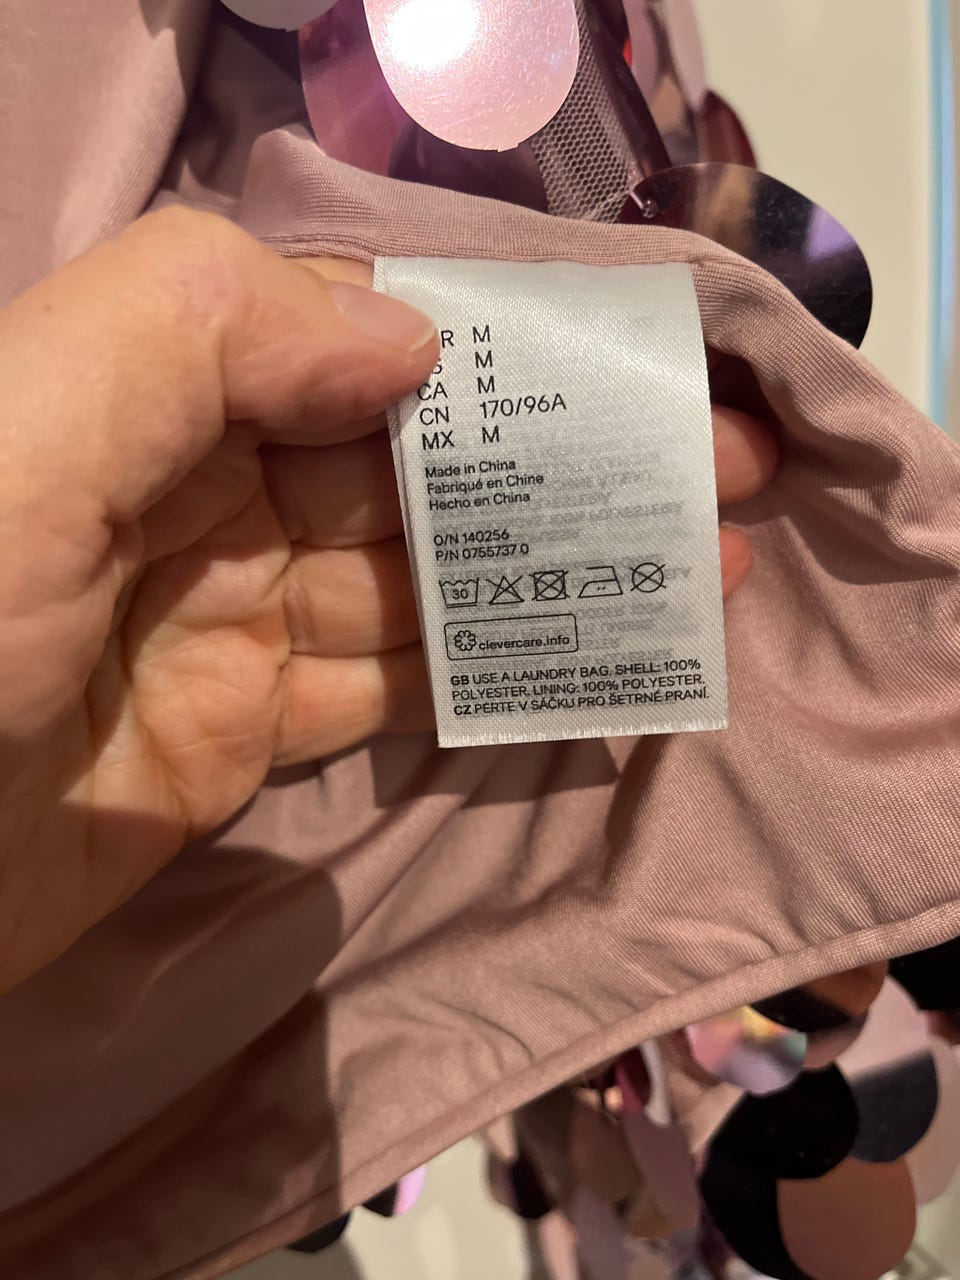 R M
S M
CA M
CN 170/96A
MX M
Made in China
Fabriqué en Chine
Hecho en China
O/N 140256
P/N 0755737 0
30
clevercare.info
GB USE A LAUNDRY BAG. SHELL: 100%
POLYESTER. LINING: 100% POLYESTER.
CZ PERTE V SÁČKU PRO ŠETRNÉ PRANÍ.